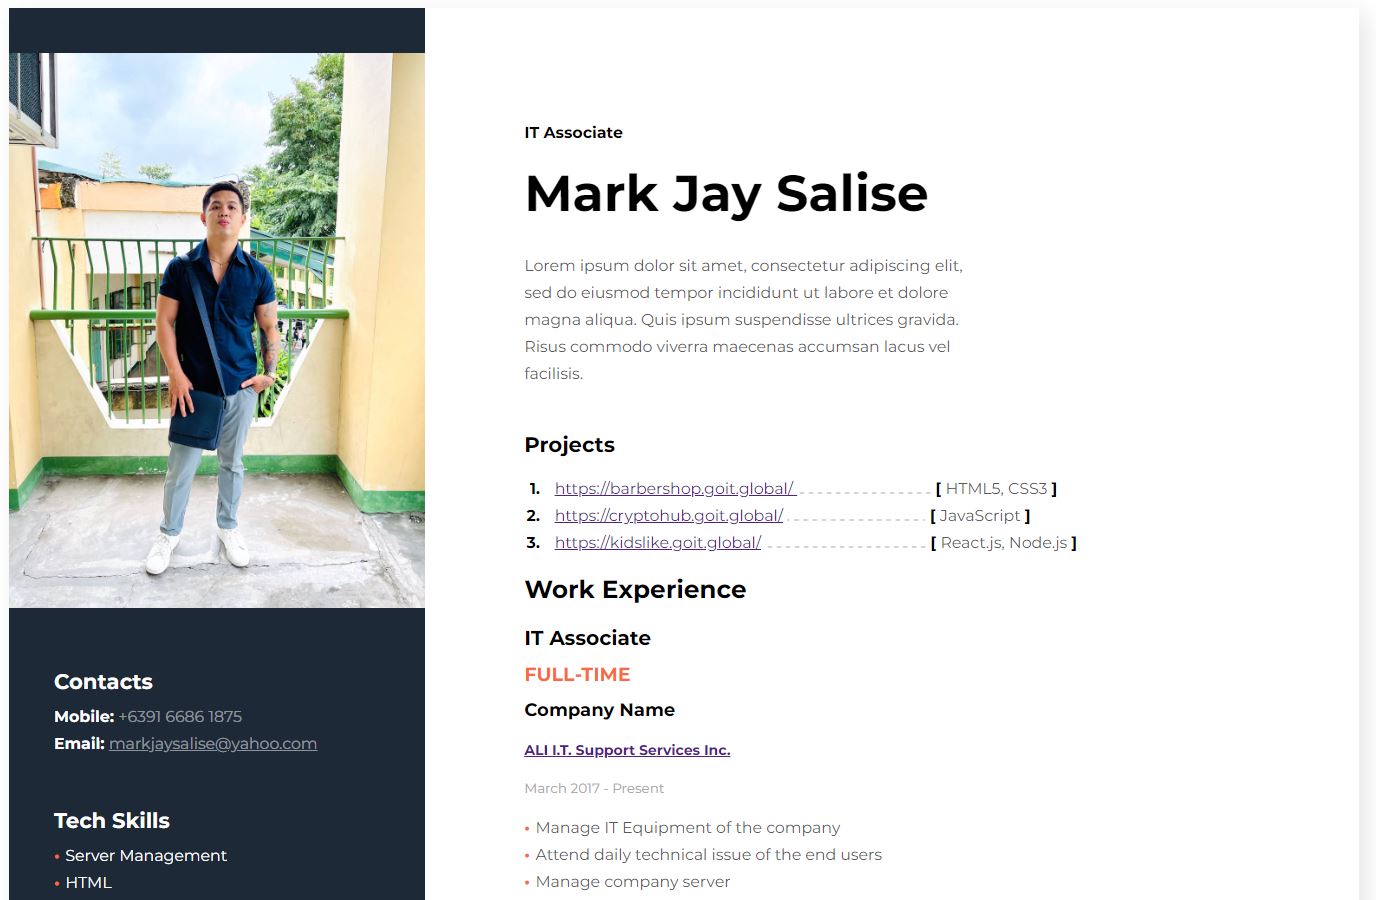 IT Associate
Mark Jay Salise
Lorem ipsum dolor sit amet, consectetur adipiscing elit,
sed do eiusmod tempor incididunt ut labore et dolore
magna aliqua. Quis ipsum suspendisse ultrices gravida.
Risus commodo viverra maecenas accumsan lacus vel
facilisis.
Projects
1. https://barbershop.goit.global/ [ HTML5, CSS3 ]
2. https://cryptohub.goit.global/ [ JavaScript ]
3. https://kidslike.goit.global/ [ React.js, Node.js ]
Work Experience
IT Associate
FULL-TIME
Company Name
ALI I.T. Support Services Inc.
March 2017 - Present
• Manage IT Equipment of the company
• Attend daily technical issue of the end users
• Manage company server
Contacts
Mobile: +6391 6686 1875
Email: markjaysalise@yahoo.com
Tech Skills
• Server Management
• HTML